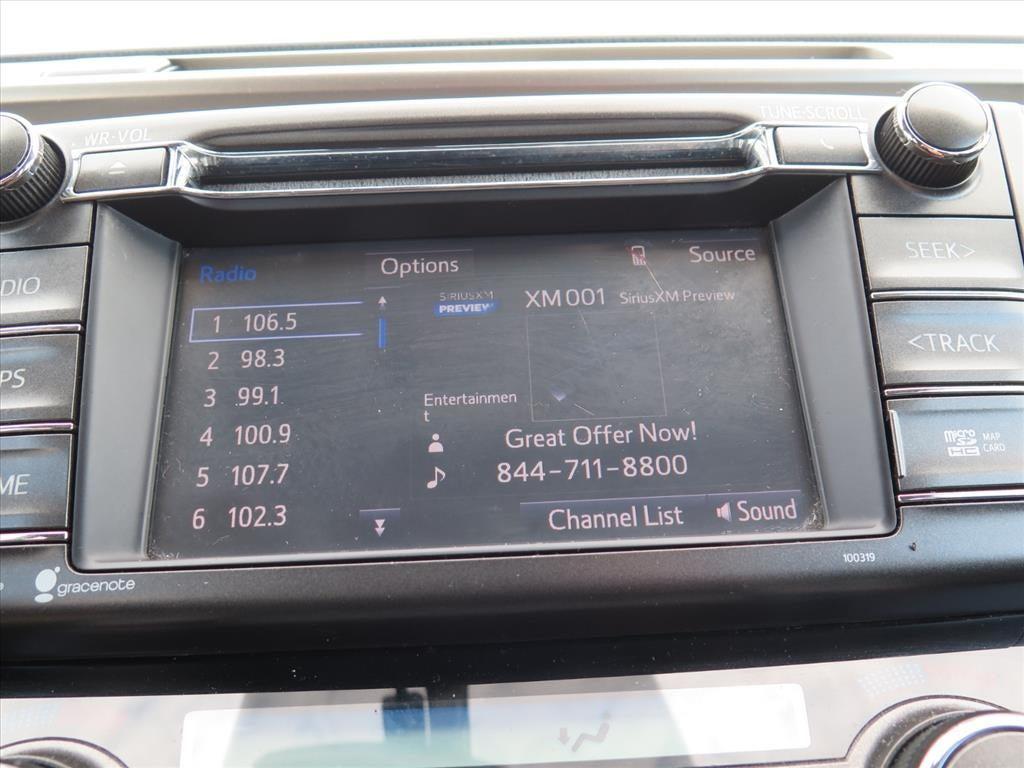 WR-VOL
TUNE·SCROLL
DIO
PS
ME
SEEK>
<TRACK
micro SD HC MAP CARD
Radio
Options
Source
1 106.5
2 98.3
3 99.1
4 100.9
5 107.7
6 102.3
SIRIUSXM
PREVIEW
XM001 SiriusXM Preview
Entertainmen
t
Great Offer Now!
844-711-8800
Channel List
Sound
100319
gracenote